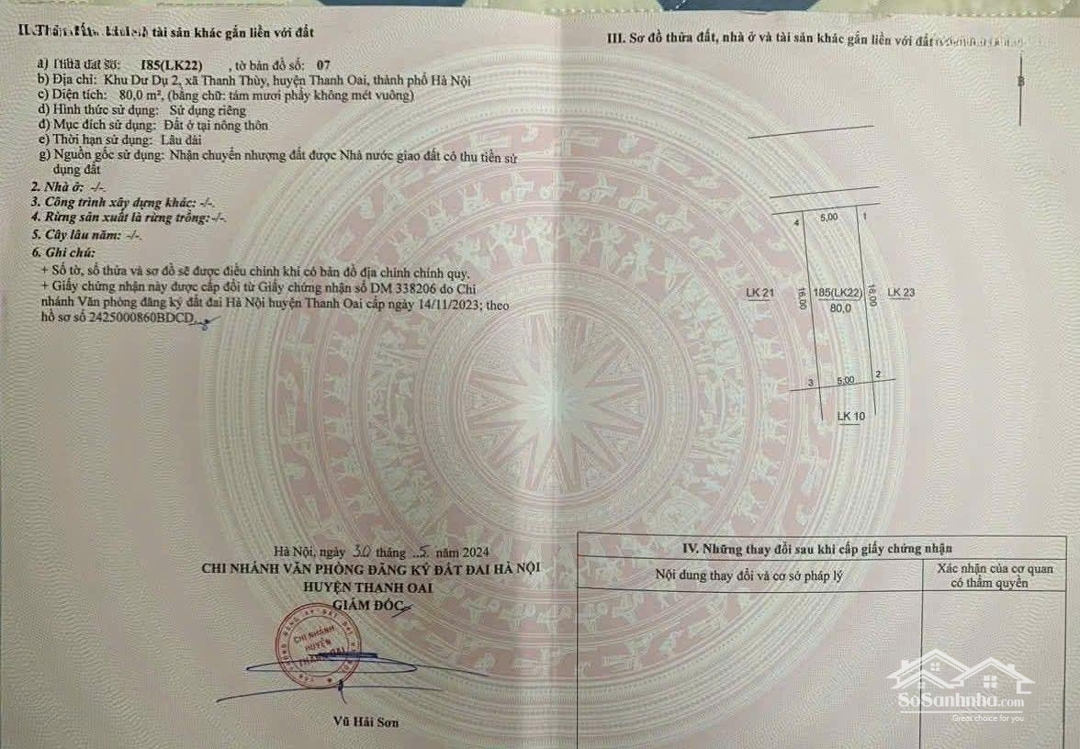 II. Thửa đất, nhà ở và tài sản khác gắn liền với đất
a) Thửa đất số: 185(LK22) , tờ bản đồ số: 07
b) Địa chỉ: Khu Dư Dụ 2, xã Thanh Thùy, huyện Thanh Oai, thành phố Hà Nội
c) Diện tích: 80,0 m², (bằng chữ: tám mươi phẩy không mét vuông)
d) Hình thức sử dụng: Sử dụng riêng
đ) Mục đích sử dụng: Đất ở tại nông thôn
e) Thời hạn sử dụng: Lâu dài
g) Nguồn gốc sử dụng: Nhận chuyển nhượng đất được Nhà nước giao đất có thu tiền sử
dụng đất
2. Nhà ở: -/-.
3. Công trình xây dựng khác: -/-.
4. Rừng sản xuất là rừng trồng: -/-.
5. Cây lâu năm: -/-.
6. Ghi chú:
+ Số tờ, số thửa và sơ đồ sẽ được điều chỉnh khi có bản đồ địa chính chính quy.
+ Giấy chứng nhận này được cấp đổi từ Giấy chứng nhận số DM 338206 do Chi
nhánh Văn phòng đăng ký đất đai Hà Nội huyện Thanh Oai cấp ngày 14/11/2023; theo
hồ sơ số 2425000860BDCD
Hà Nội, ngày 30 tháng 5 năm 2024
CHI NHÁNH VĂN PHÒNG ĐĂNG KÝ ĐẤT ĐAI HÀ NỘI
HUYỆN THANH OAI
GIÁM ĐỐC
CHI NHÁNH
HUYỆN
THANH OAI
Vũ Hải Sơn
III. Sơ đồ thửa đất, nhà ở và tài sản khác gắn liền với đất
B
4 5,00 1
LK 21 16,00 185(LK22) 16,00 LK 23
80,0
3 5,00 2
LK 10
IV. Những thay đổi sau khi cấp giấy chứng nhận
Nội dung thay đổi và cơ sở pháp lý
Xác nhận của cơ quan
có thẩm quyền
SoSanhnha.com
Great choice for you